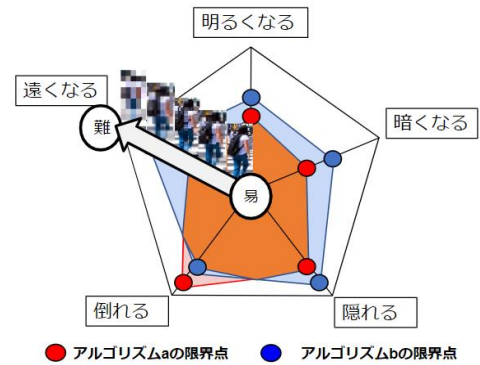 明るくなる
遠くなる
難
暗くなる
易
倒れる
隠れる
アルゴリズムaの限界点
アルゴリズムbの限界点